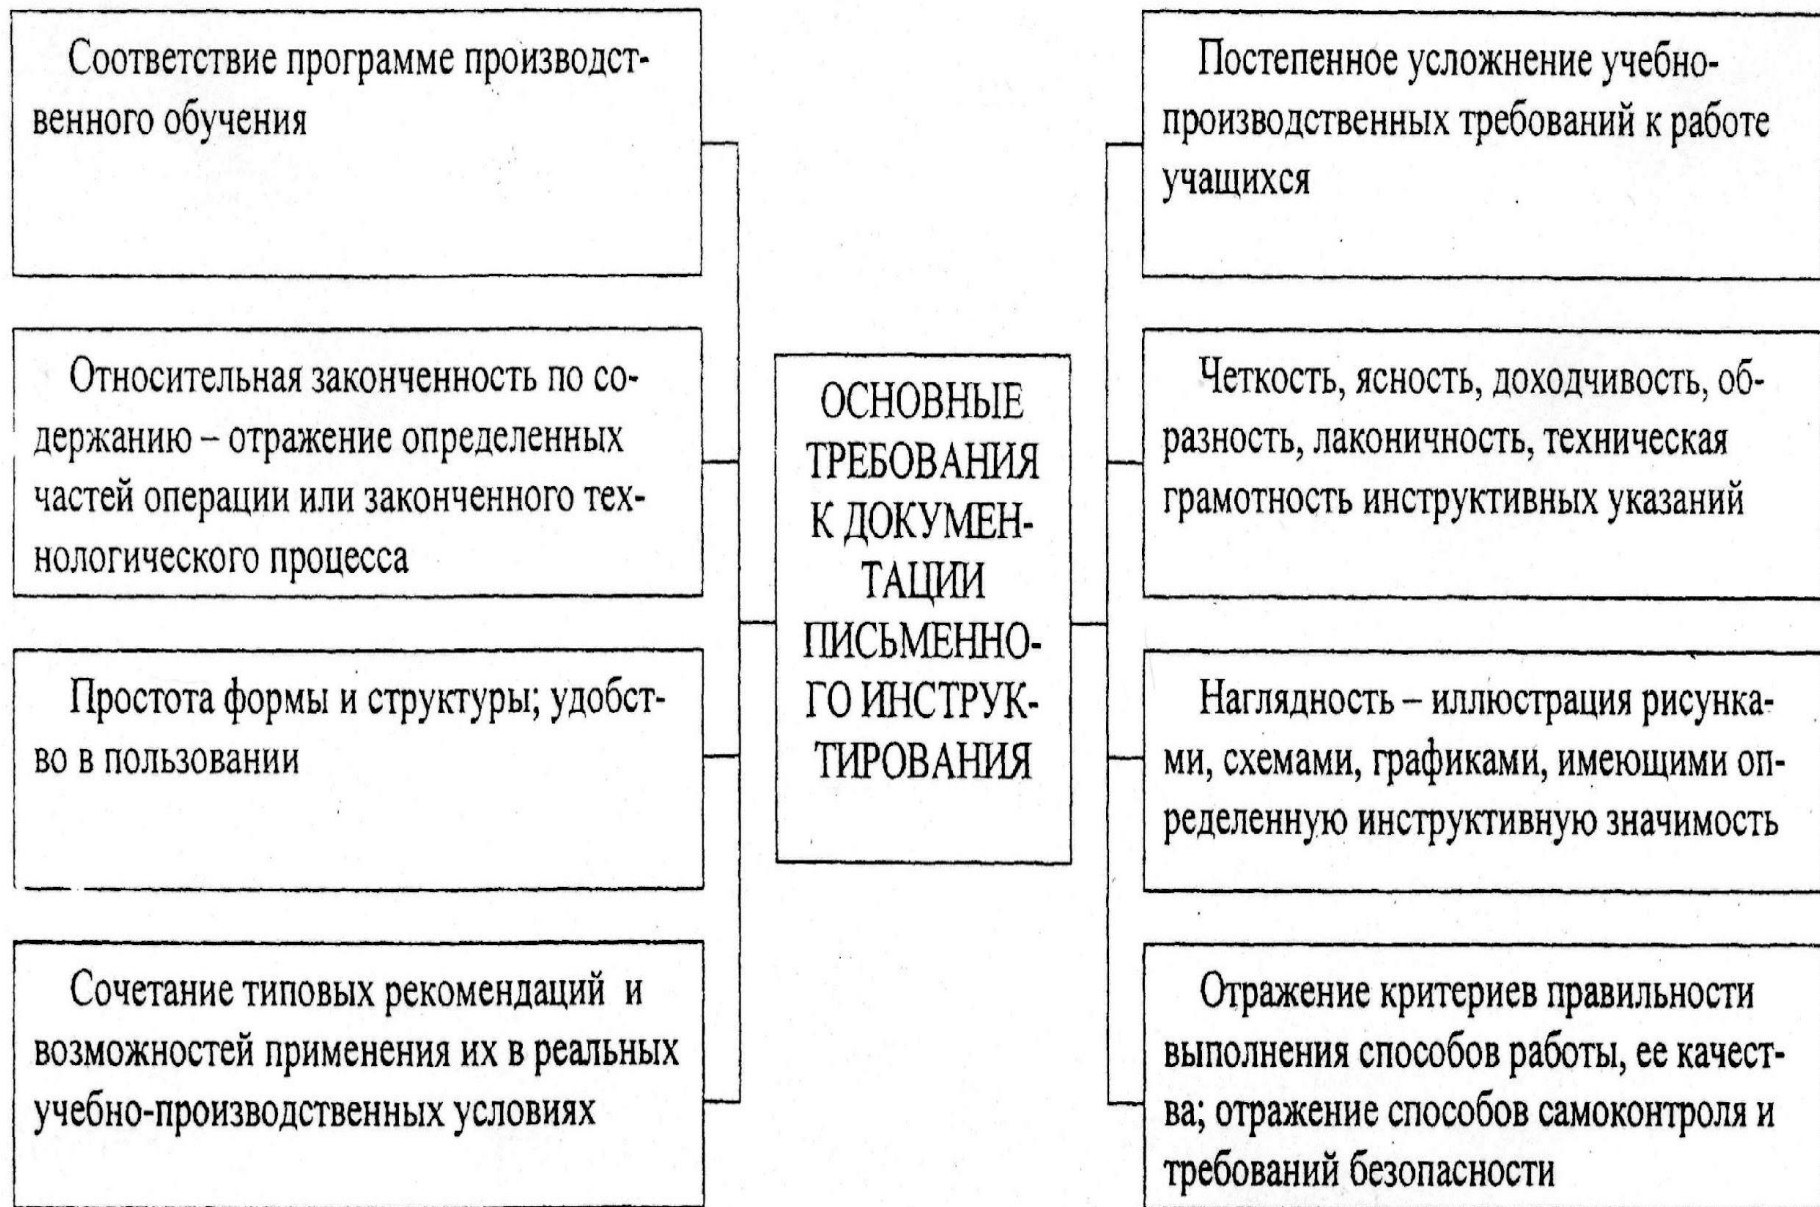 Соответствие программе производст-
венного обучения
Относительная законченность по со-
держанию – отражение определенных
частей операции или законченного тех-
нологического процесса
Простота формы и структуры; удобст-
во в пользовании
Сочетание типовых рекомендаций и
возможностей применения их в реальных
учебно-производственных условиях
ОСНОВНЫЕ
ТРЕБОВАНИЯ
К ДОКУМЕН-
ТАЦИИ
ПИСЬМЕННО-
ГО ИНСТРУК-
ТИРОВАНИЯ
Постепенное усложнение учебно-
производственных требований к работе
учащихся
Четкость, ясность, доходчивость, об-
разность, лаконичность, техническая
грамотность инструктивных указаний
Наглядность – иллюстрация рисунка-
ми, схемами, графиками, имеющими оп-
ределенную инструктивную значимость
Отражение критериев правильности
выполнения способов работы, ее качест-
ва; отражение способов самоконтроля и
требований безопасности